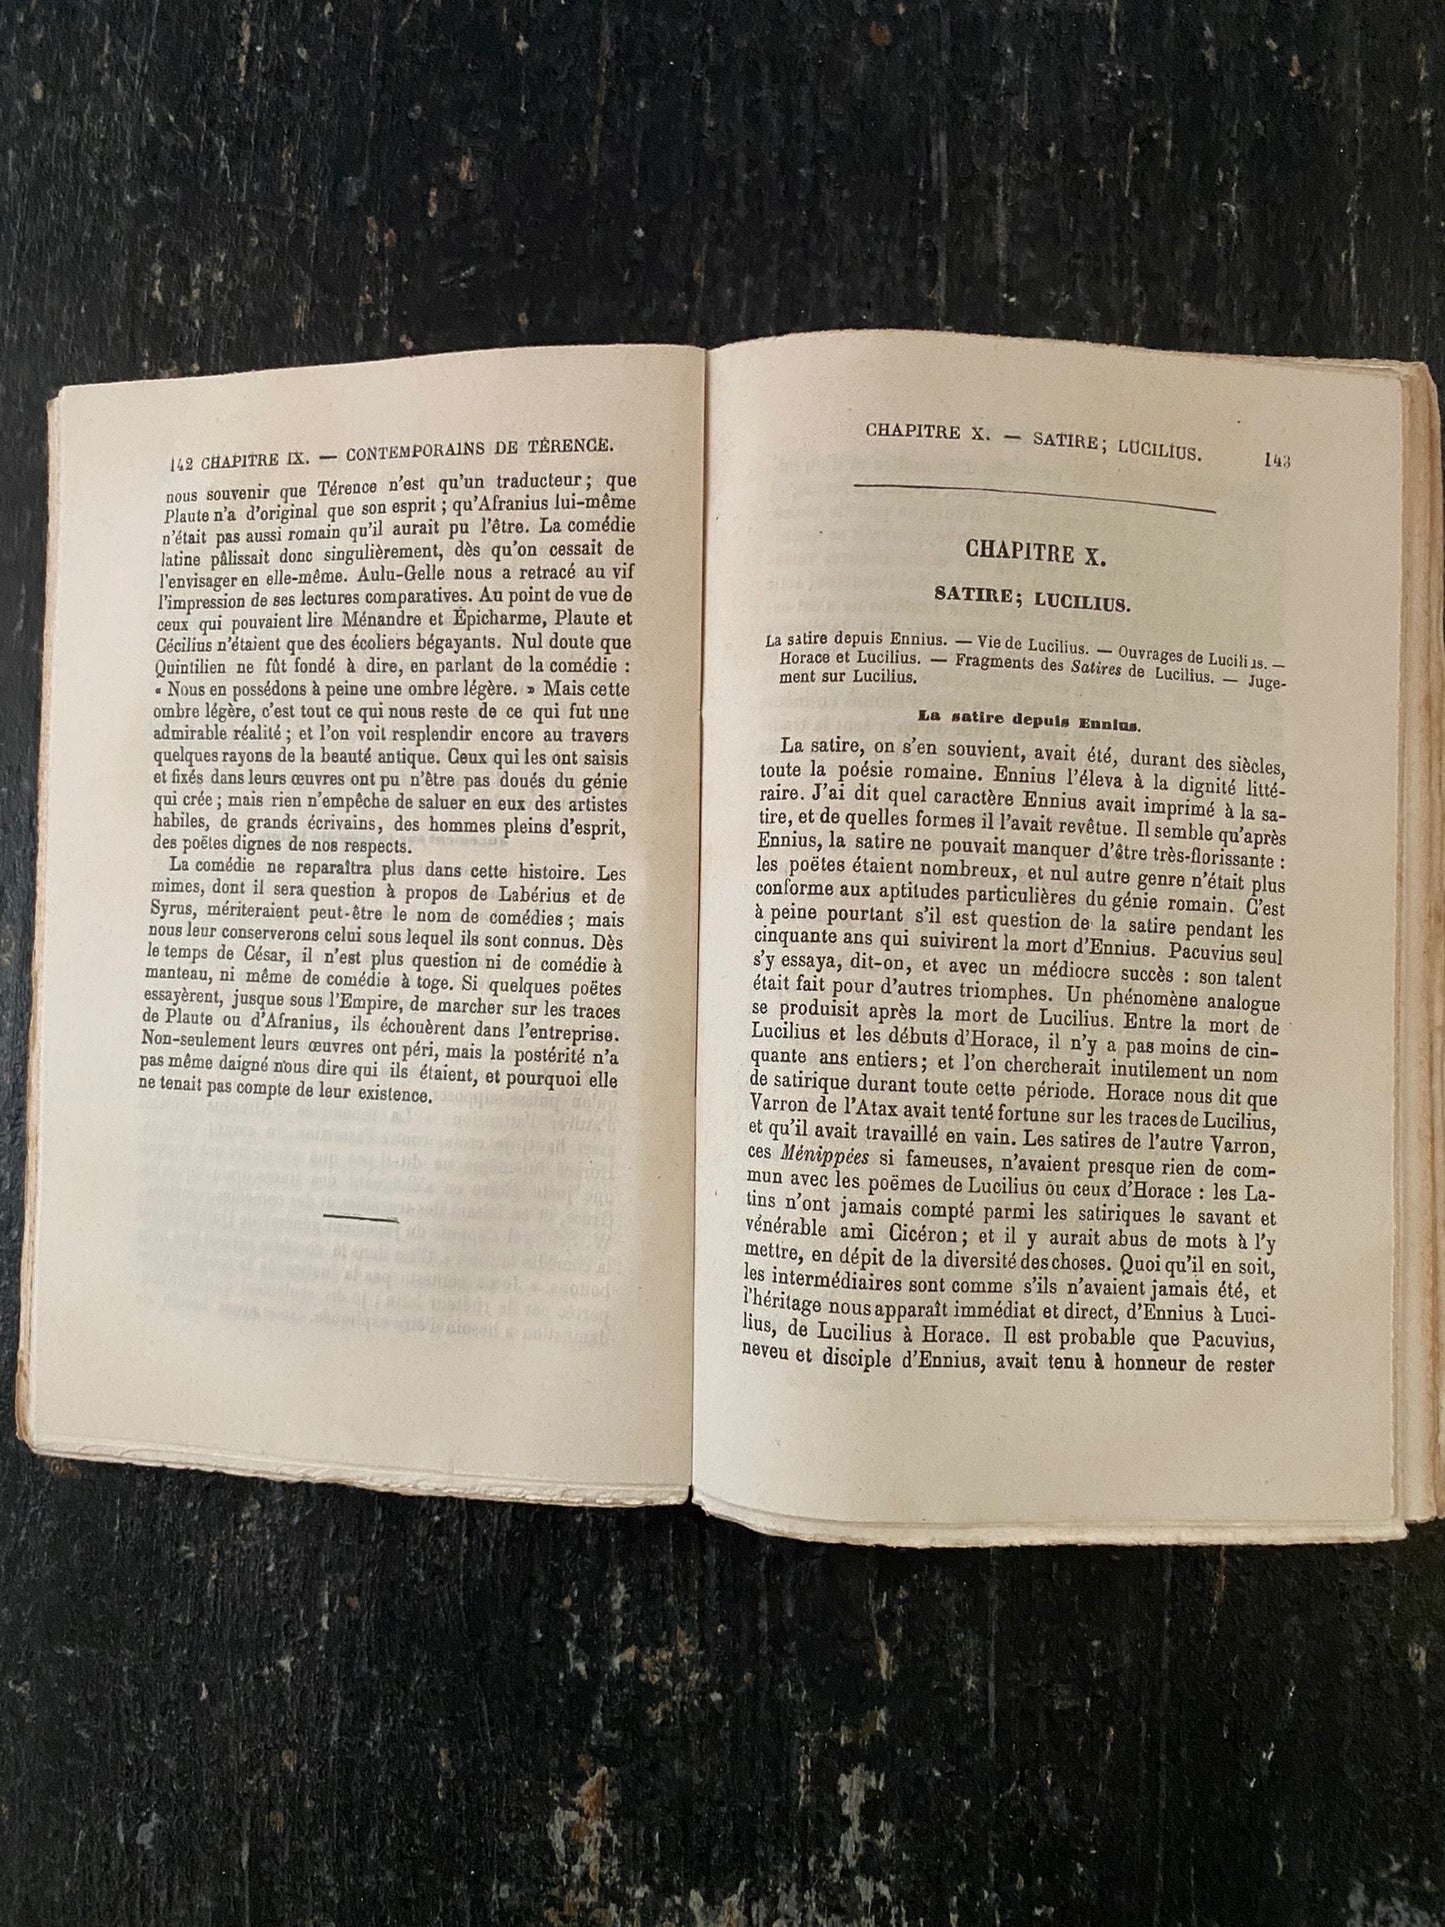 142 CHAPITRE IX. — CONTEMPORAINS DE TÉRENCE.
nous souvenir que Térence n'est qu'un traducteur; que
Plaute n'a d'original que son esprit; qu'Afranius lui-même
n'était pas aussi romain qu'il aurait pu l'être. La comédie
latine pâlissait donc singulièrement, dès qu'on cessait de
l'envisager en elle-même. Aulu-Gelle nous a retracé au vif
l'impression de ses lectures comparatives. Au point de vue de
ceux qui pouvaient lire Ménandre et Épicharme, Plaute et
Cécilius n'étaient que des écoliers bégayants. Nul doute que
Quintilien ne fût fondé à dire, en parlant de la comédie :
« Nous en possédons à peine une ombre légère. » Mais cette
ombre légère, c'est tout ce qui nous reste de ce qui fut une
admirable réalité; et l'on voit resplendir encore au travers
quelques rayons de la beauté antique. Ceux qui les ont saisis
et fixés dans leurs œuvres ont pu n'être pas doués du génie
qui crée; mais rien n'empêche de saluer en eux des artistes
habiles, de grands écrivains, des hommes pleins d'esprit,
des poëtes dignes de nos respects.
La comédie ne reparaîtra plus dans cette histoire. Les
mimes, dont il sera question à propos de Labérius et de
Syrus, mériteraient peut-être le nom de comédies; mais
nous leur conserverons celui sous lequel ils sont connus. Dès
le temps de César, il n'est plus question ni de comédie à
manteau, ni même de comédie à toge. Si quelques poëtes
essayèrent, jusque sous l'Empire, de marcher sur les traces
de Plaute ou d'Afranius, ils échouèrent dans l'entreprise.
Non-seulement leurs œuvres ont péri, mais la postérité n'a
pas même daigné nous dire qui ils étaient, et pourquoi elle
ne tenait pas compte de leur existence.
CHAPITRE X. — SATIRE; LUCILIUS. 143
CHAPITRE X.
SATIRE; LUCILIUS.
La satire depuis Ennius. — Vie de Lucilius. — Ouvrages de Lucilius. —
Horace et Lucilius. — Fragments des Satires de Lucilius. — Juge-
ment sur Lucilius.
La satire depuis Ennius.
La satire, on s'en souvient, avait été, durant des siècles,
toute la poésie romaine. Ennius l'éleva à la dignité litté-
raire. J'ai dit quel caractère Ennius avait imprimé à la sa-
tire, et de quelles formes il l'avait revêtue. Il semble qu'après
Ennius, la satire ne pouvait manquer d'être très-florissante :
les poëtes étaient nombreux, et nul autre genre n'était plus
conforme aux aptitudes particulières du génie romain. C'est
à peine pourtant s'il est question de la satire pendant les
cinquante ans qui suivirent la mort d'Ennius. Pacuvius seul
s'y essaya, dit-on, et avec un médiocre succès : son talent
était fait pour d'autres triomphes. Un phénomène analogue
se produisit après la mort de Lucilius. Entre la mort de
Lucilius et les débuts d'Horace, il n'y a pas moins de cin-
quante ans entiers; et l'on chercherait inutilement un nom
de satirique durant toute cette période. Horace nous dit que
Varron de l'Atax avait tenté fortune sur les traces de Lucilius,
et qu'il avait travaillé en vain. Les satires de l'autre Varron,
ces Ménippées si fameuses, n'avaient presque rien de com-
mun avec les poëmes de Lucilius ou ceux d'Horace : les La-
tins n'ont jamais compté parmi les satiriques le savant et
vénérable ami Cicéron; et il y aurait abus de mots à l'y
mettre, en dépit de la diversité des choses. Quoi qu'il en soit,
les intermédiaires sont comme s'ils n'avaient jamais été, et
l'héritage nous apparaît immédiat et direct, d'Ennius à Luci-
lius, de Lucilius à Horace. Il est probable que Pacuvius,
neveu et disciple d'Ennius, avait tenu à honneur de rester